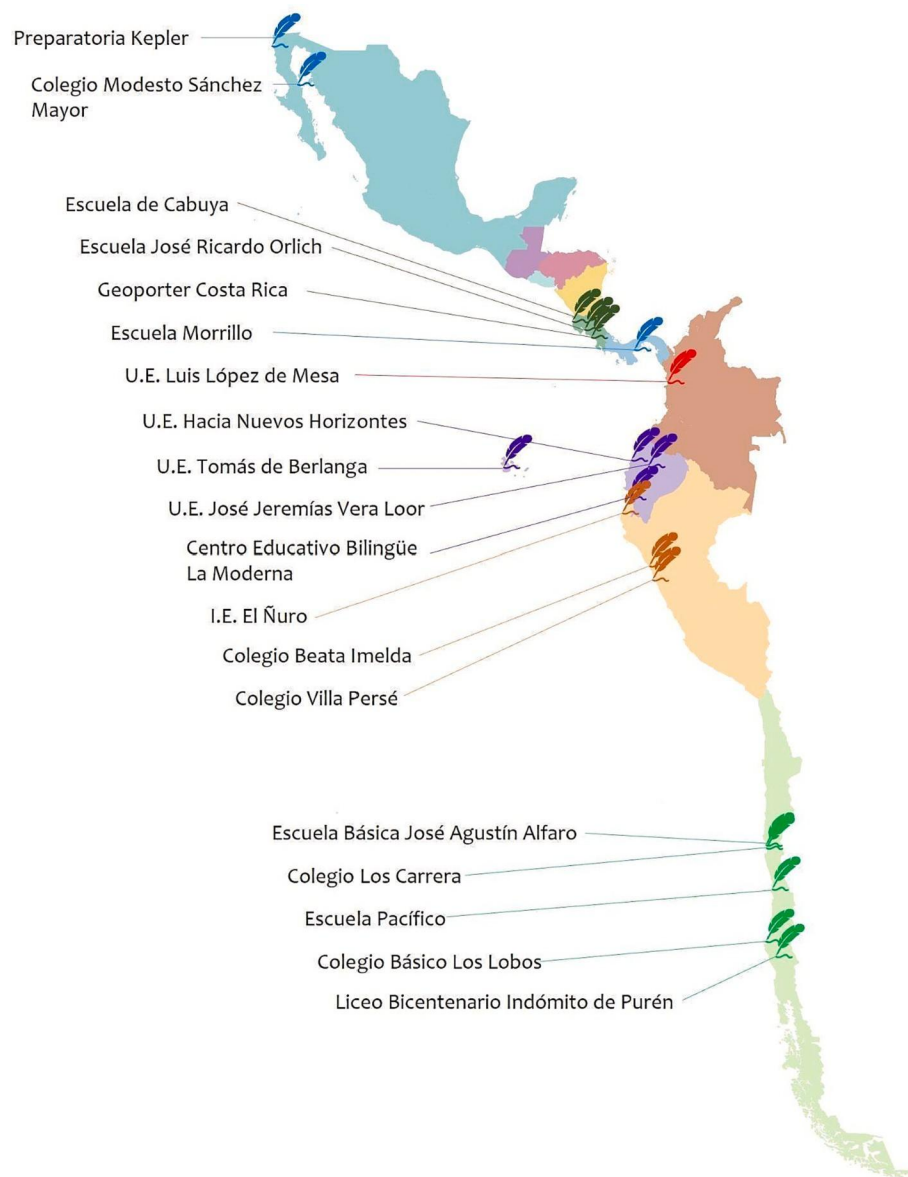 Preparatoria Kepler
Colegio Modesto Sánchez
Mayor
Escuela de Cabuya
Escuela José Ricardo Orlich
Geoporter Costa Rica
Escuela Morrillo
U.E. Luis López de Mesa
U.E. Hacia Nuevos Horizontes
U.E. Tomás de Berlanga
U.E. José Jeremías Vera Loor
Centro Educativo Bilingüe
La Moderna
I.E. El Ñuro
Colegio Beata Imelda
Colegio Villa Persé
Escuela Básica José Agustín Alfaro
Colegio Los Carrera
Escuela Pacífico
Colegio Básico Los Lobos
Liceo Bicentenario Indómito de Purén